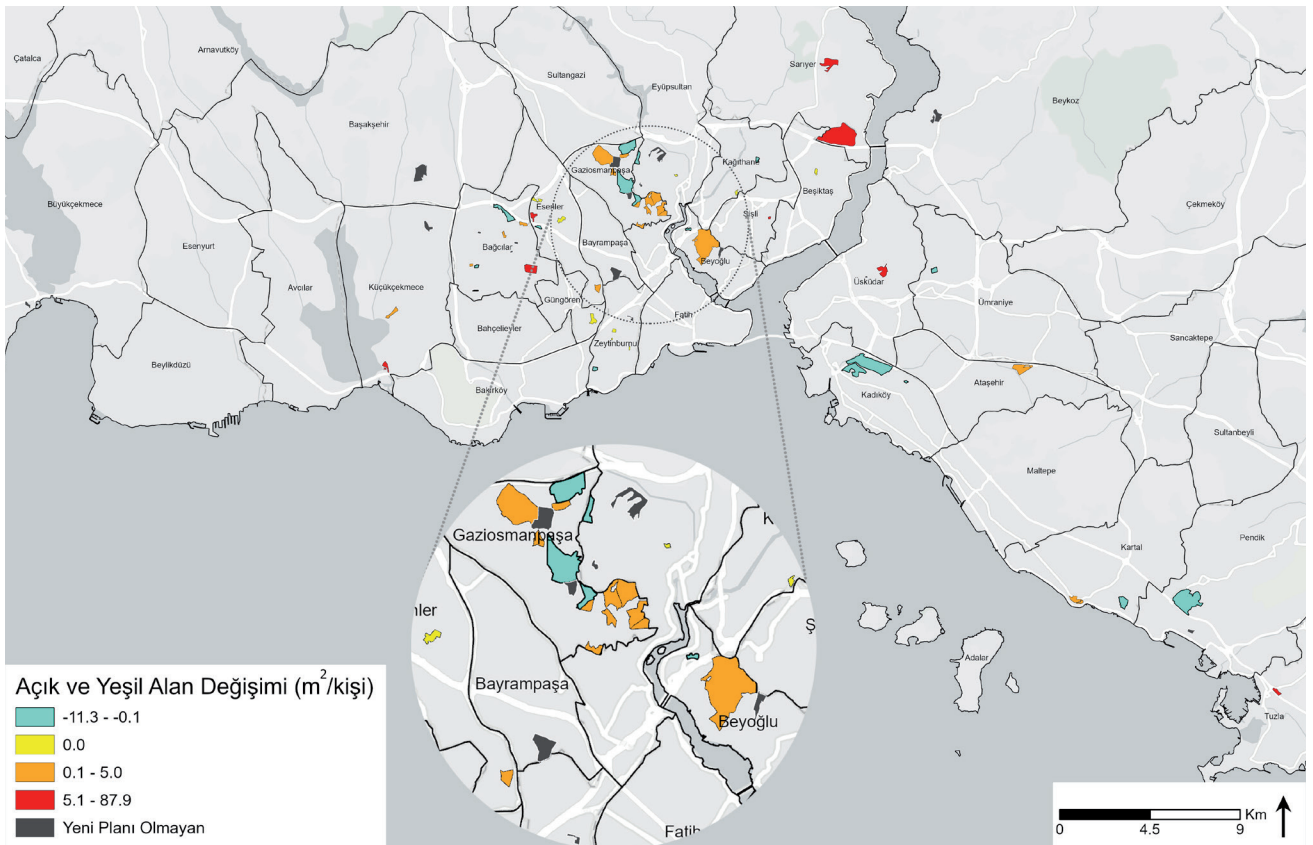 Çatalca
Arnavutköy
Sultangazi
Eyüpsultan
Sarıyer
Beykoz
Başakşehir
Gaziosmanpaşa
Kağıthane
Beşiktaş
Büyükçekmece
Esenyurt
Esenler
Şişli
Çekmeköy
Bağcılar
Bayrampaşa
Beyoğlu
Avcılar
Küçükçekmece
Güngören
Fatih
Üsküdar
Ümraniye
Bahçelievler
Zeytinburnu
Sancaktepe
Beylikdüzü
Bakırköy
Kadıköy
Ataşehir
Sultanbeyli
Maltepe
Kartal
Pendik
Adalar
Tuzla
K
Gaziosmanpaşa
nler
Ş
Bayrampaşa
Beyoğlu
Fatih
Açık ve Yeşil Alan Değişimi (m²/kişi)
-11.3 - -0.1
0.0
0.1 - 5.0
5.1 - 87.9
Yeni Planı Olmayan
Km
0 4.5 9